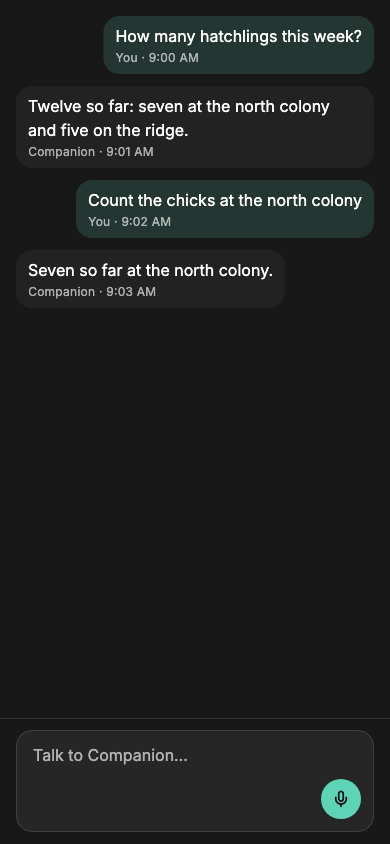 How many hatchlings this week?
You · 9:00 AM
Twelve so far: seven at the north colony
and five on the ridge.
Companion · 9:01 AM
Count the chicks at the north colony
You · 9:02 AM
Seven so far at the north colony.
Companion · 9:03 AM
Talk to Companion...